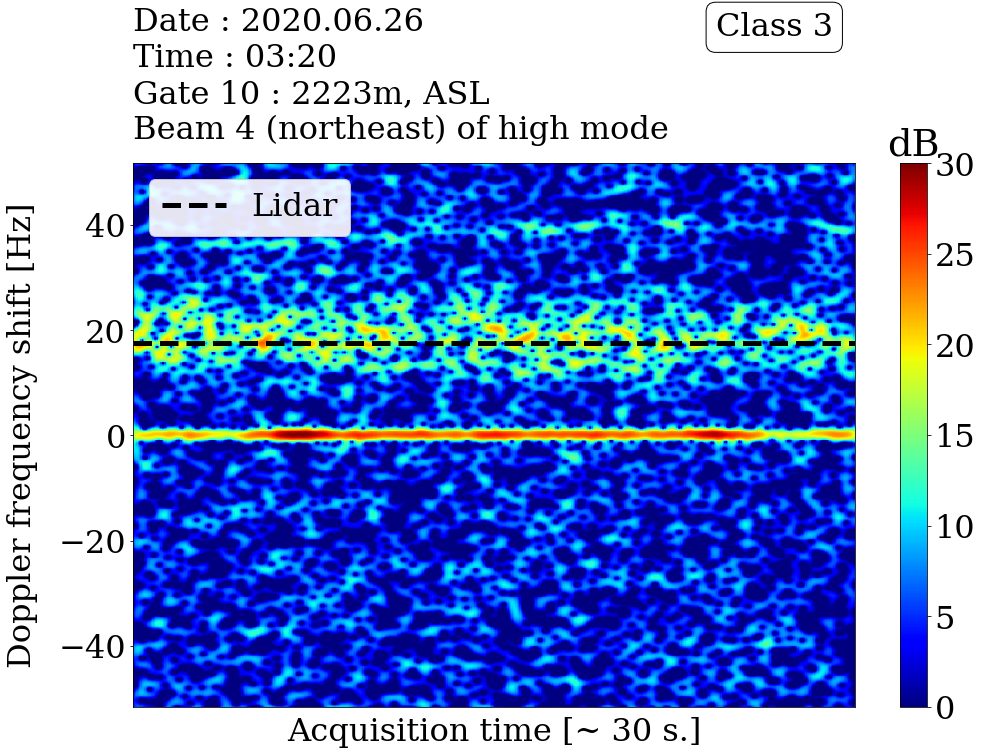 Date : 2020.06.26
Time : 03:20
Gate 10 : 2223m, ASL
Beam 4 (northeast) of high mode
Class 3
dB
Lidar
Doppler frequency shift [Hz]
40
20
0
−20
−40
30
25
20
15
10
5
0
Acquisition time [~ 30 s.]